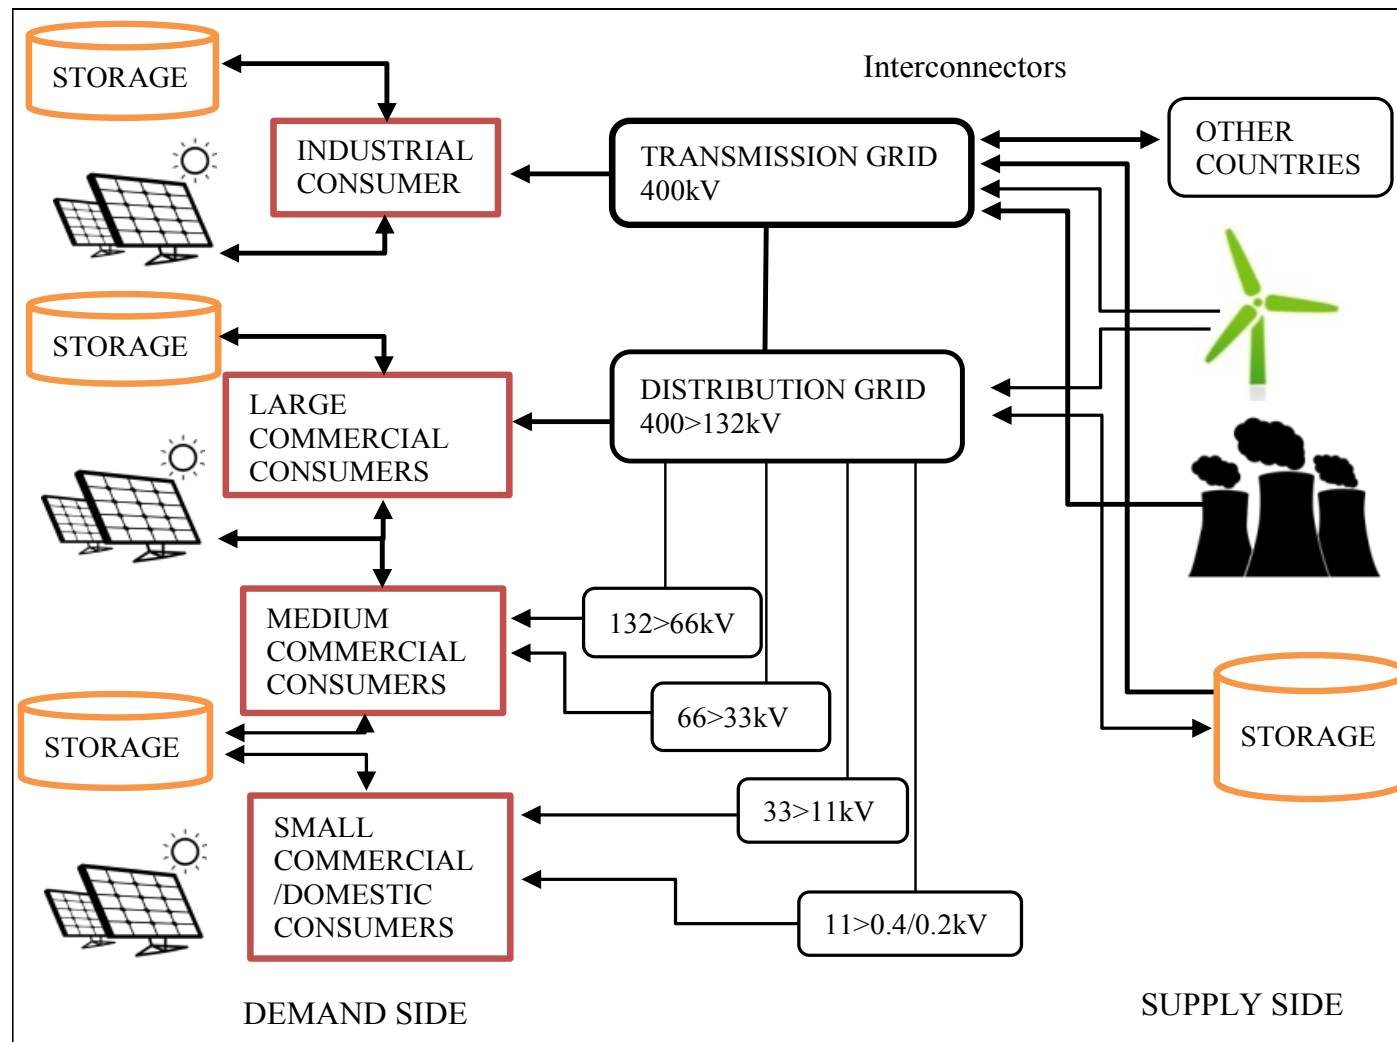 Interconnectors
STORAGE
INDUSTRIAL
CONSUMER
TRANSMISSION GRID
400kV
OTHER
COUNTRIES
STORAGE
LARGE
COMMERCIAL
CONSUMERS
DISTRIBUTION GRID
400>132kV
MEDIUM
COMMERCIAL
CONSUMERS
132>66kV
66>33kV
STORAGE
STORAGE
SMALL
COMMERCIAL
/DOMESTIC
CONSUMERS
33>11kV
11>0.4/0.2kV
DEMAND SIDE
SUPPLY SIDE